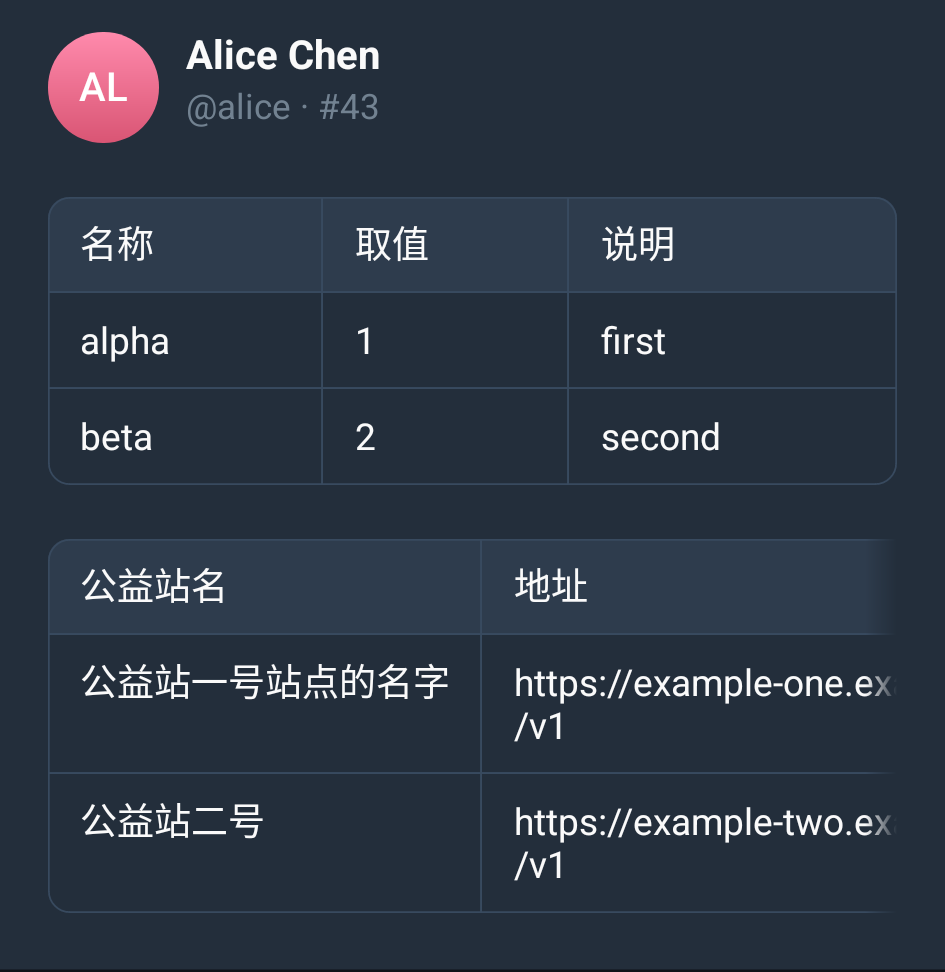 AL
Alice Chen
@alice · #43
名称 取值 说明
alpha 1 first
beta 2 second
公益站名 地址
公益站一号站点的名字 https://example-one.ex
/v1
公益站二号 https://example-two.ex
/v1